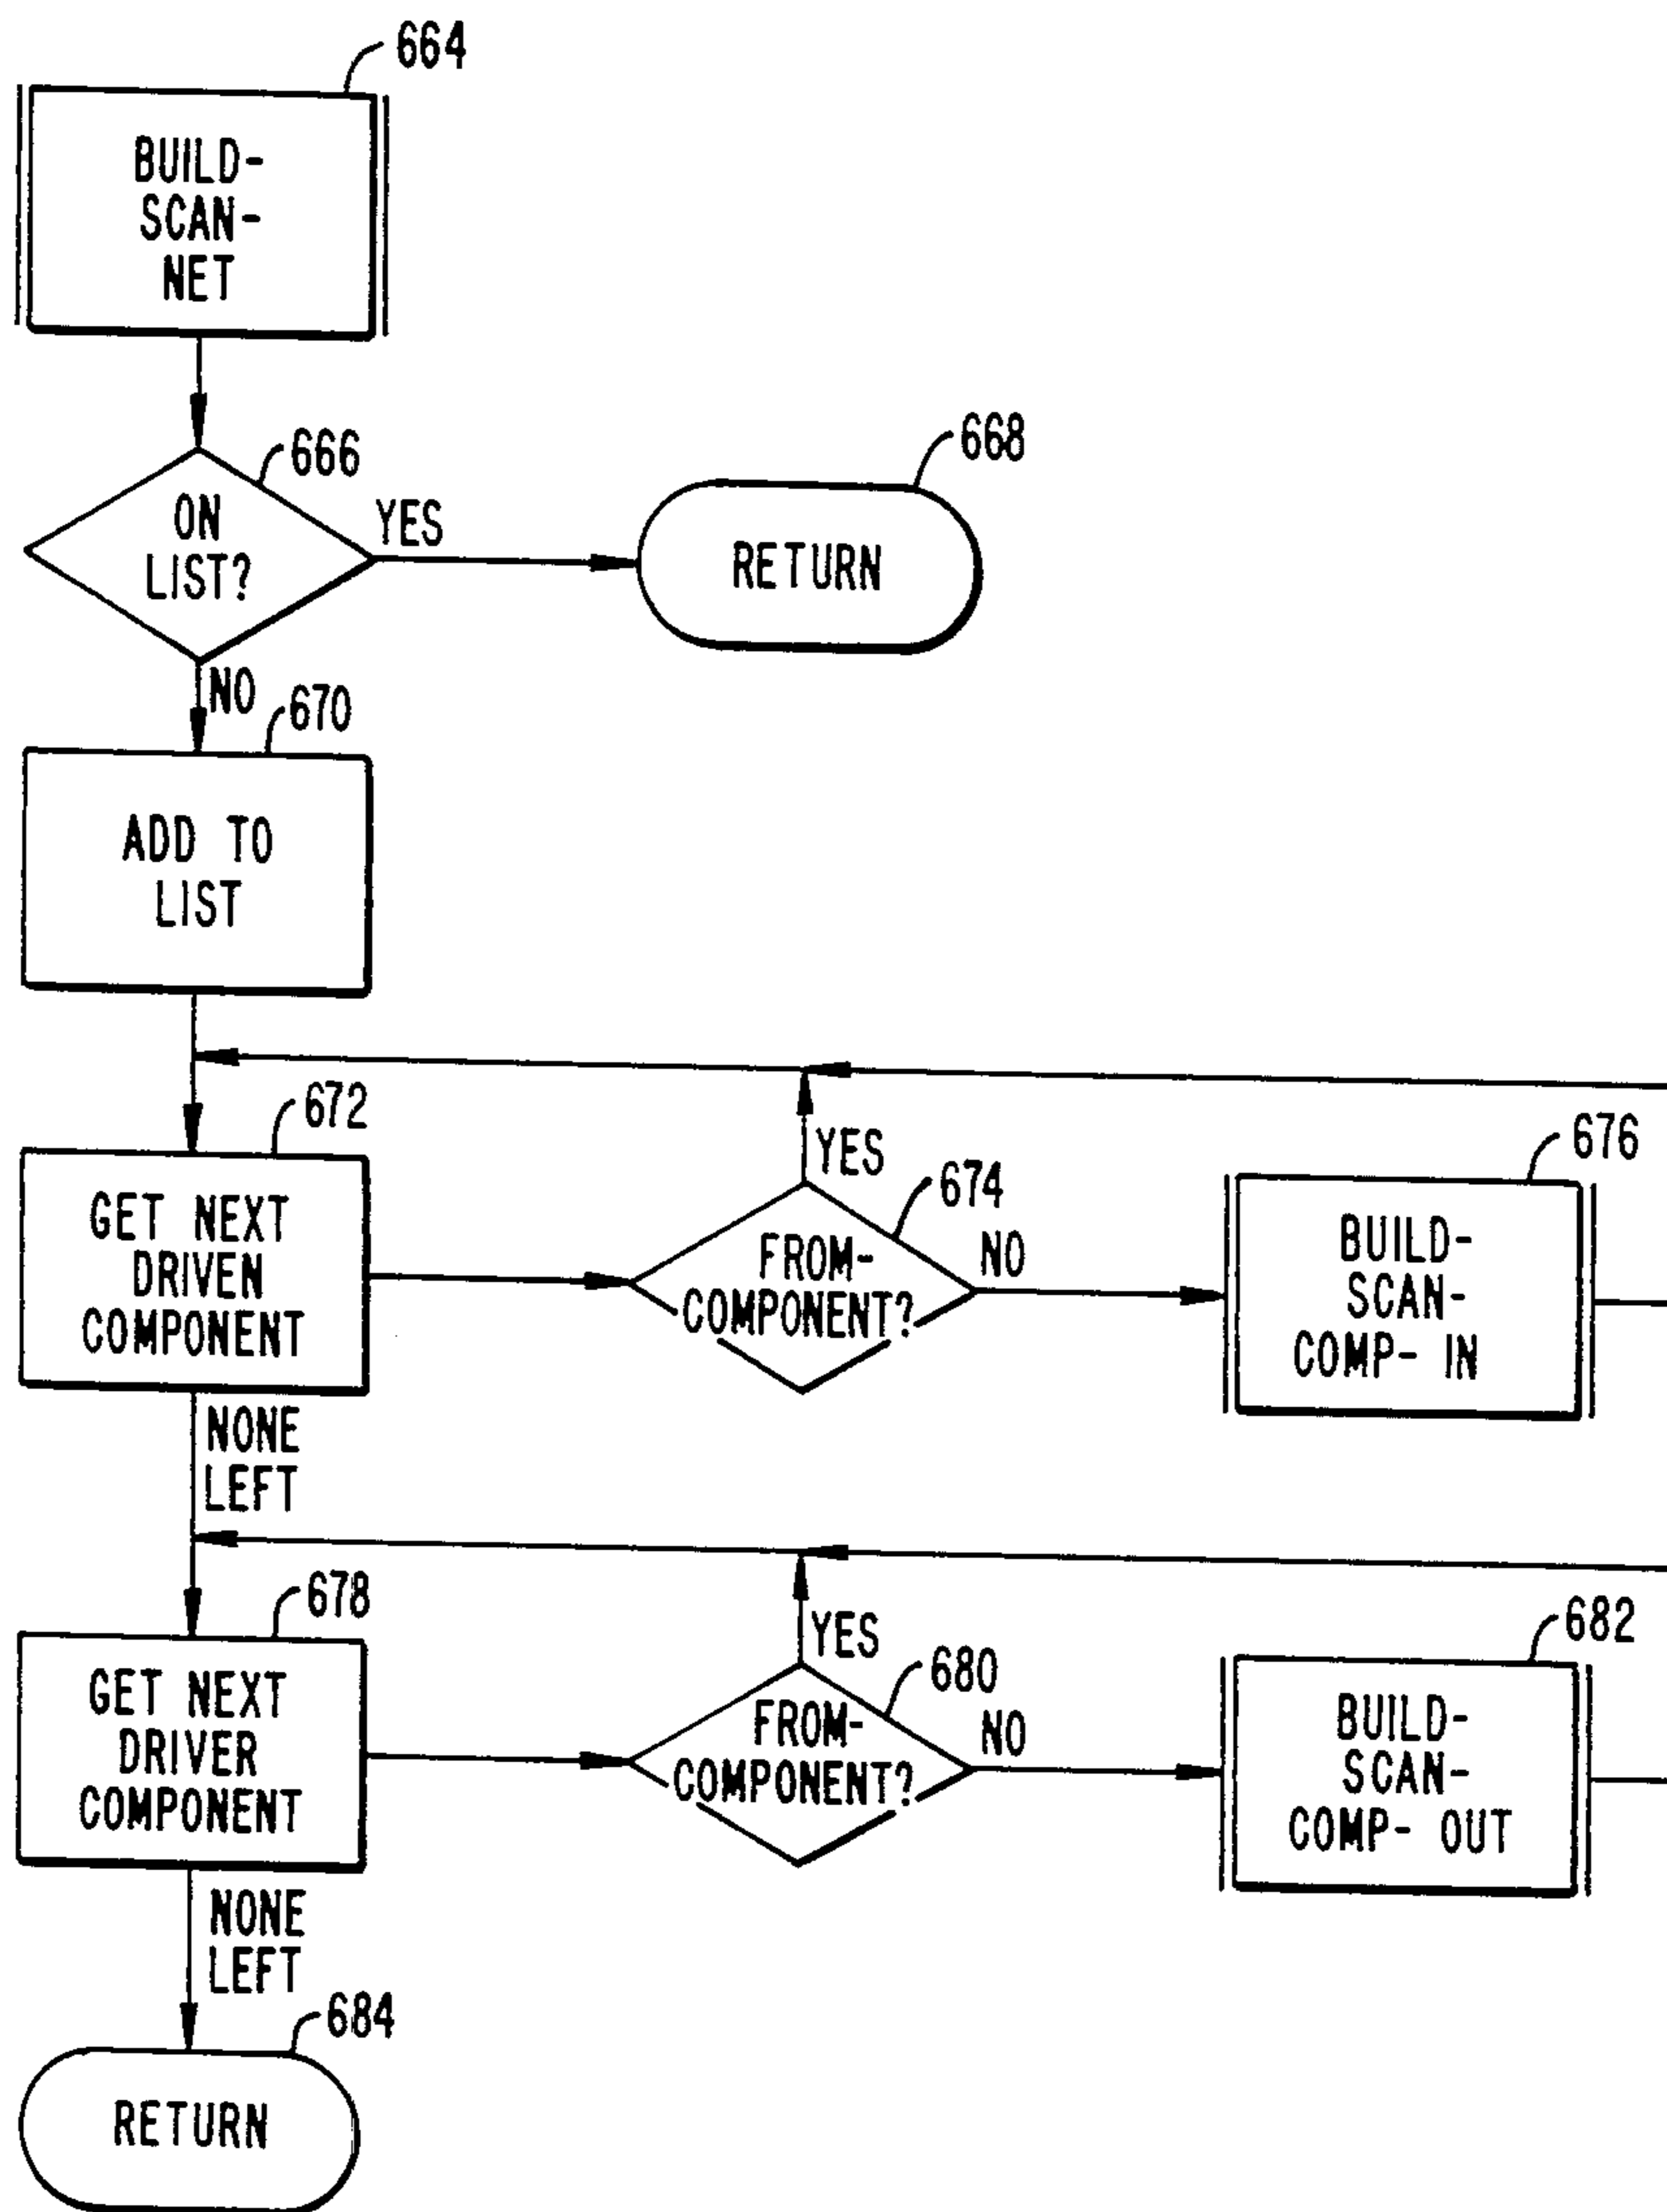 664
BUILD-
SCAN-
NET
666
ON
LIST?
YES
668
RETURN
NO
670
ADD TO
LIST
672
GET NEXT
DRIVEN
COMPONENT
YES
674
FROM-
COMPONENT?
NO
676
BUILD-
SCAN-
COMP- IN
NONE
LEFT
678
GET NEXT
DRIVER
COMPONENT
YES
680
FROM-
COMPONENT?
NO
682
BUILD-
SCAN-
COMP- OUT
NONE
LEFT
684
RETURN